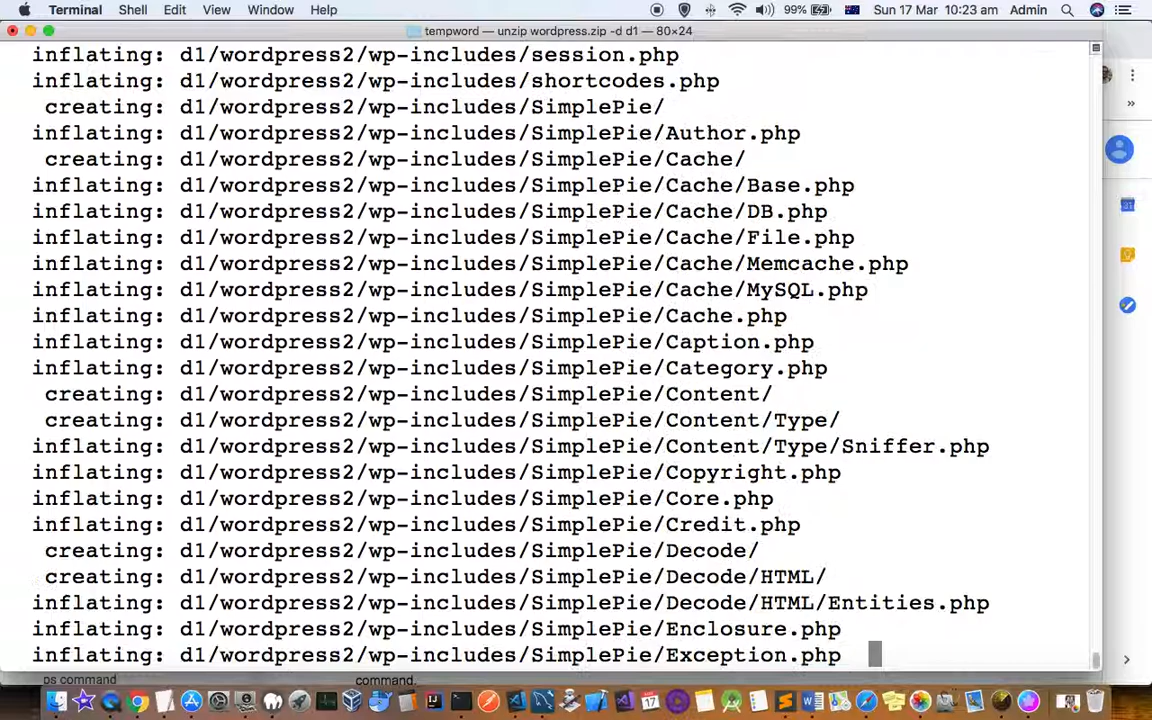 Terminal Shell Edit View Window Help 99% Sun 17 Mar 10:23 am Admin
tempword — unzip wordpress.zip -d d1 — 80×24
inflating: d1/wordpress2/wp-includes/session.php
inflating: d1/wordpress2/wp-includes/shortcodes.php
creating: d1/wordpress2/wp-includes/SimplePie/
inflating: d1/wordpress2/wp-includes/SimplePie/Author.php
creating: d1/wordpress2/wp-includes/SimplePie/Cache/
inflating: d1/wordpress2/wp-includes/SimplePie/Cache/Base.php
inflating: d1/wordpress2/wp-includes/SimplePie/Cache/DB.php
inflating: d1/wordpress2/wp-includes/SimplePie/Cache/File.php
inflating: d1/wordpress2/wp-includes/SimplePie/Cache/Memcache.php
inflating: d1/wordpress2/wp-includes/SimplePie/Cache/MySQL.php
inflating: d1/wordpress2/wp-includes/SimplePie/Cache.php
inflating: d1/wordpress2/wp-includes/SimplePie/Caption.php
inflating: d1/wordpress2/wp-includes/SimplePie/Category.php
creating: d1/wordpress2/wp-includes/SimplePie/Content/
creating: d1/wordpress2/wp-includes/SimplePie/Content/Type/
inflating: d1/wordpress2/wp-includes/SimplePie/Content/Type/Sniffer.php
inflating: d1/wordpress2/wp-includes/SimplePie/Copyright.php
inflating: d1/wordpress2/wp-includes/SimplePie/Core.php
inflating: d1/wordpress2/wp-includes/SimplePie/Credit.php
creating: d1/wordpress2/wp-includes/SimplePie/Decode/
creating: d1/wordpress2/wp-includes/SimplePie/Decode/HTML/
inflating: d1/wordpress2/wp-includes/SimplePie/Decode/HTML/Entities.php
inflating: d1/wordpress2/wp-includes/SimplePie/Enclosure.php
inflating: d1/wordpress2/wp-includes/SimplePie/Exception.php
ps command command.
17